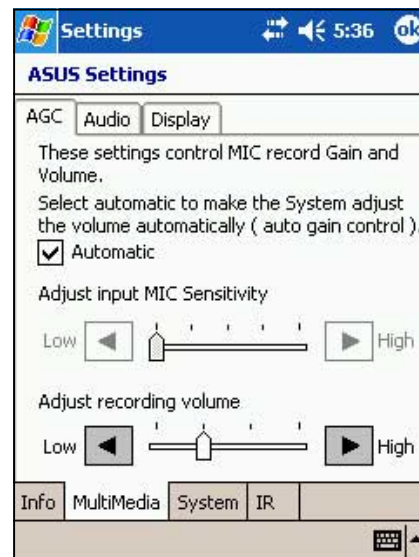 Settings 5:36 ok
ASUS Settings
AGC Audio Display
These settings control MIC record Gain and
Volume.
Select automatic to make the System adjust
the volume automatically ( auto gain control ).
Automatic
Adjust input MIC Sensitivity
Low High
Adjust recording volume
Low High
Info MultiMedia System IR